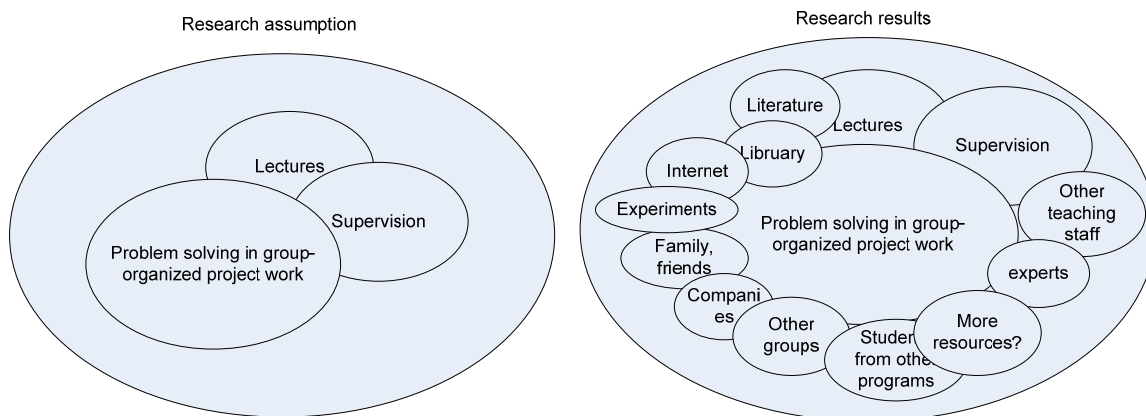 Research assumption
Lectures
Supervision
Problem solving in group-
organized project work
Research results
Literature
Lectures
Supervision
Libruary
Internet
Experiments
Other
teaching
staff
Problem solving in group-
organized project work
Family,
friends
experts
Compani
es
Other
groups
More
resources?
Studen
from othe
programs